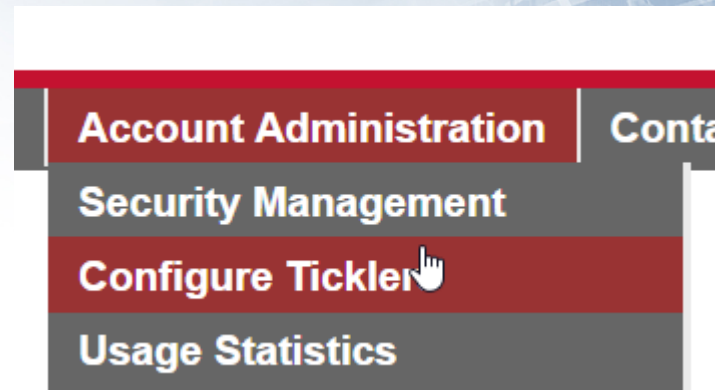 Account Administration Conta
Security Management
Configure Tickler
Usage Statistics